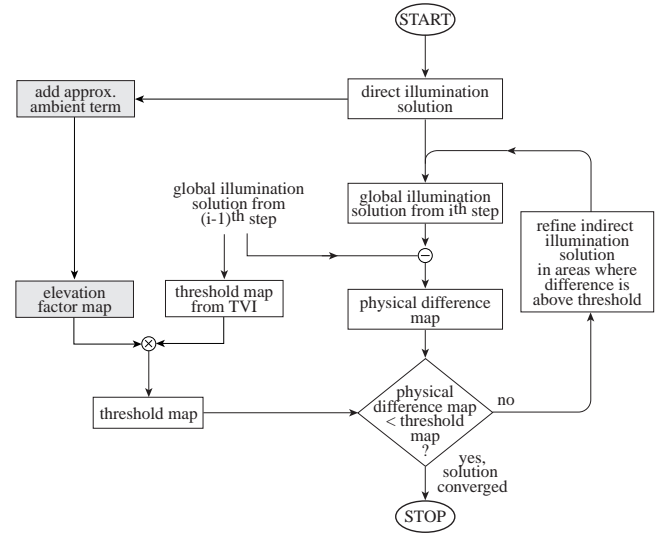 START
add approx.
ambient term
direct illumination
solution
global illumination
solution from
(i-1)th step
global illumination
solution from ith step
refine indirect
illumination
solution
in areas where
difference is
above threshold
−
elevation
factor map
threshold map
from TVI
physical difference
map
×
threshold map
physical
difference map
< threshold
map
?
no
yes,
solution
converged
STOP